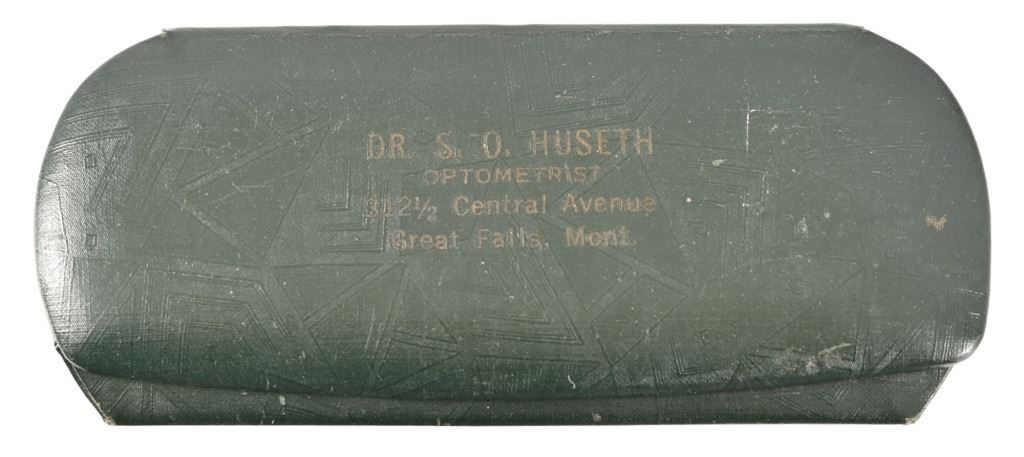 DR. S. O. HUSETH
OPTOMETRIST
312½ Central Avenue
Great Falls, Mont.